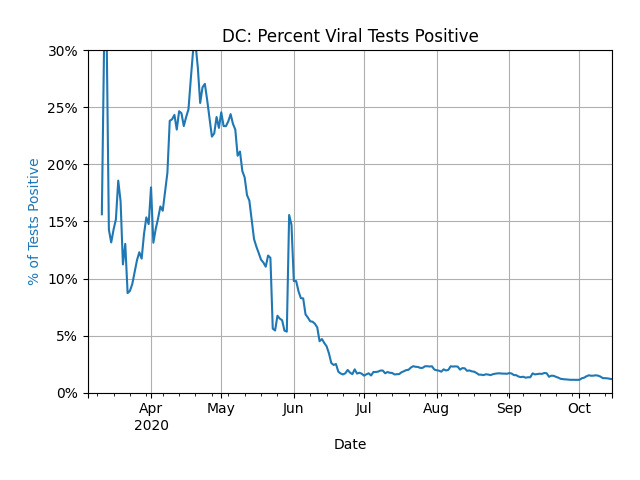 DC: Percent Viral Tests Positive
30%
25%
20%
15%
10%
5%
0%
% of Tests Positive
Apr May Jun Jul Aug Sep Oct
2020
Date